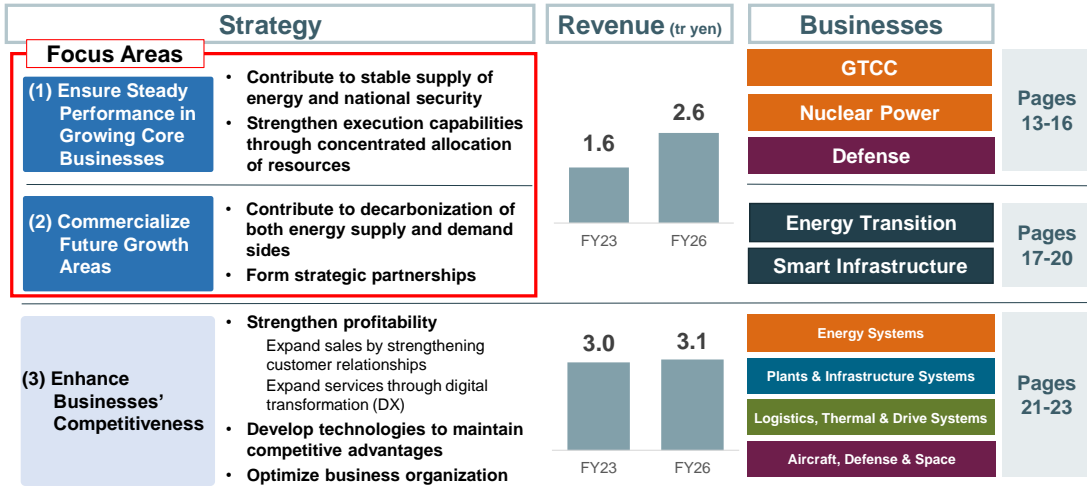 Strategy
Revenue (tr yen)
Businesses
Focus Areas
(1) Ensure Steady
Performance in
Growing Core
Businesses
• Contribute to stable supply of
energy and national security
• Strengthen execution capabilities
through concentrated allocation
of resources
(2) Commercialize
Future Growth
Areas
• Contribute to decarbonization of
both energy supply and demand
sides
• Form strategic partnerships
1.6
2.6
FY23
FY26
GTCC
Nuclear Power
Defense
Pages
13-16
Energy Transition
Smart Infrastructure
Pages
17-20
(3) Enhance
Businesses’
Competitiveness
• Strengthen profitability
Expand sales by strengthening
customer relationships
Expand services through digital
transformation (DX)
• Develop technologies to maintain
competitive advantages
• Optimize business organization
3.0
3.1
FY23
FY26
Energy Systems
Plants & Infrastructure Systems
Logistics, Thermal & Drive Systems
Aircraft, Defense & Space
Pages
21-23